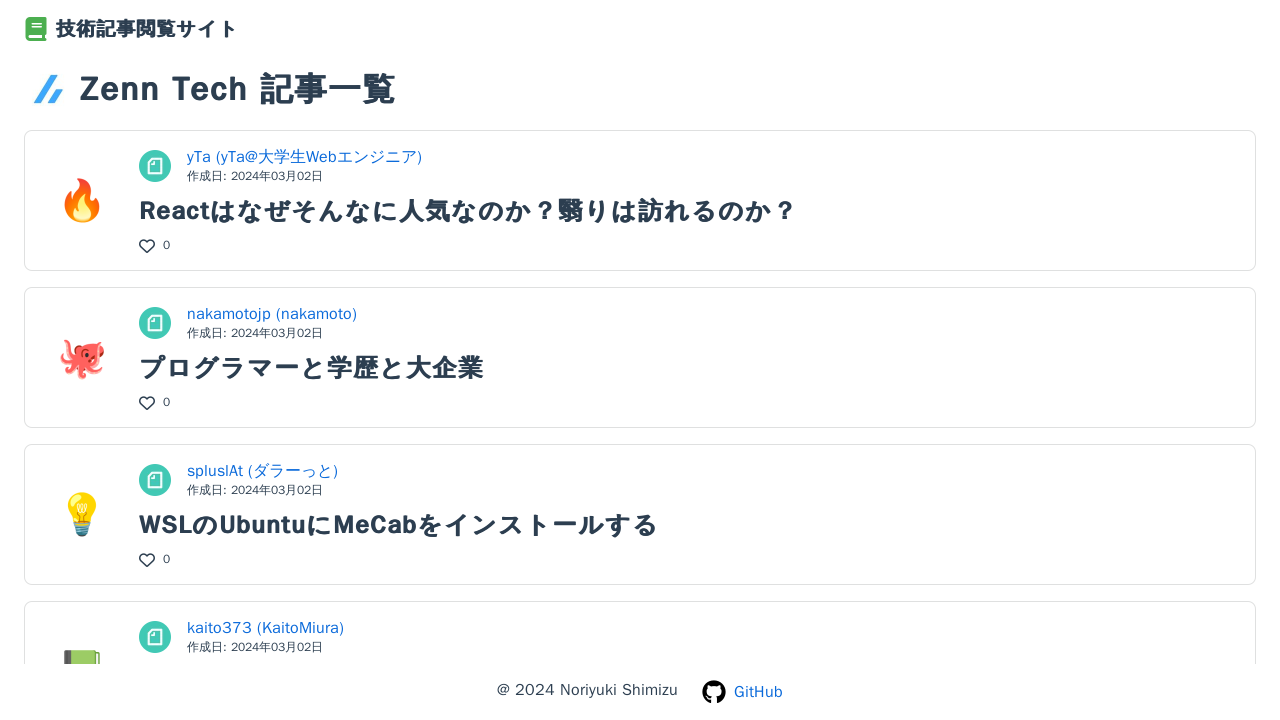 技術記事閲覧サイト
Zenn Tech 記事一覧
yTa (yTa@大学生Webエンジニア)
作成日: 2024年03月02日
Reactはなぜそんなに人気なのか？翳りは訪れるのか？
0
nakamotojp (nakamoto)
作成日: 2024年03月02日
プログラマーと学歴と大企業
0
spluslAt (ダラーっと)
作成日: 2024年03月02日
WSLのUbuntuにMeCabをインストールする
0
kaito373 (KaitoMiura)
作成日: 2024年03月02日
@ 2024 Noriyuki Shimizu
GitHub